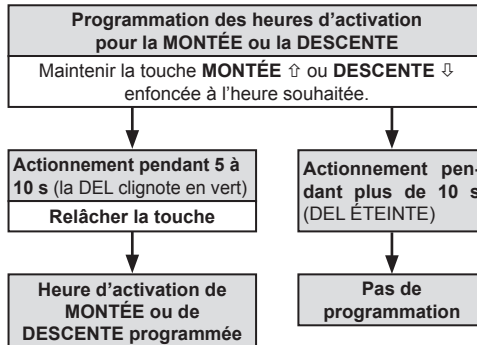 Programmation des heures d'activation
pour la MONTÉE ou la DESCENTE
Maintenir la touche MONTÉE ⇧ ou DESCENTE ⇩
enfoncée à l'heure souhaitée.
Actionnement pendant 5 à
10 s (la DEL clignote en vert)
Relâcher la touche
Actionnement pen-
dant plus de 10 s
(DEL ÉTEINTE)
Heure d'activation de
MONTÉE ou de
DESCENTE programmée
Pas de
programmation